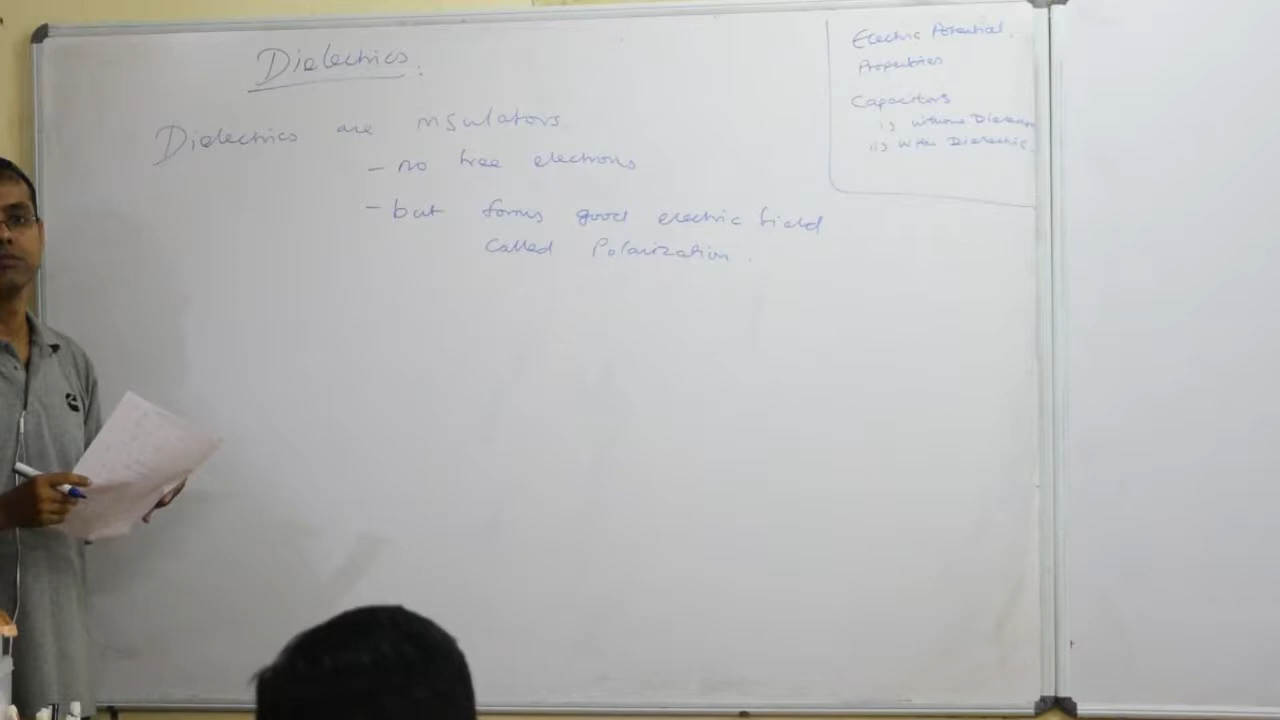 Dielectrics.
Dielectrics are insulators
- no free electrons
- but forms good electric field
called Polarization.
Electric Potential.
Properties
Capacitors
i) without Dielectric
ii) With Dielectric